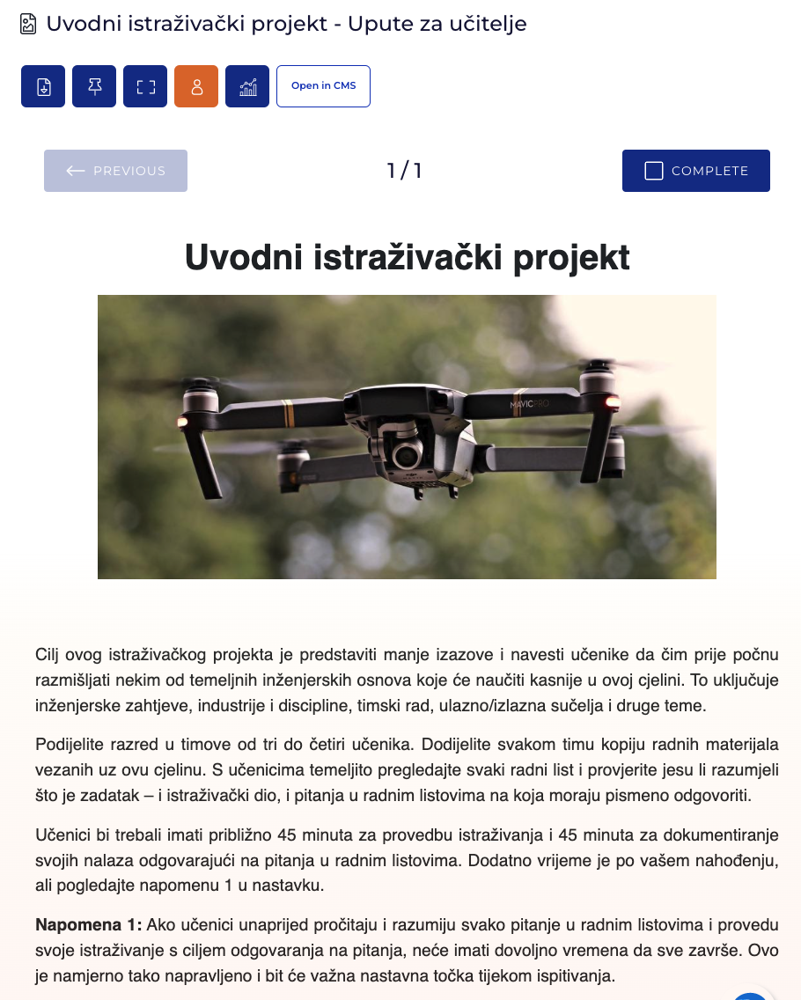 Uvodni istraživački projekt - Upute za učitelje
Open in CMS
PREVIOUS
1 / 1
COMPLETE
Uvodni istraživački projekt
MAVIC PRO
Cilj ovog istraživačkog projekta je predstaviti manje izazove i navesti učenike da čim prije počnu
razmišljati nekim od temeljnih inženjerskih osnova koje će naučiti kasnije u ovoj cjelini. To uključuje
inženjerske zahtjeve, industrije i discipline, timski rad, ulazno/izlazna sučelja i druge teme.
Podijelite razred u timove od tri do četiri učenika. Dodijelite svakom timu kopiju radnih materijala
vezanih uz ovu cjelinu. S učenicima temeljito pregledajte svaki radni list i provjerite jesu li razumjeli
što je zadatak – i istraživački dio, i pitanja u radnim listovima na koja moraju pismeno odgovoriti.
Učenici bi trebali imati približno 45 minuta za provedbu istraživanja i 45 minuta za dokumentiranje
svojih nalaza odgovarajući na pitanja u radnim listovima. Dodatno vrijeme je po vašem nahođenju,
ali pogledajte napomenu 1 u nastavku.
Napomena 1: Ako učenici unaprijed pročitaju i razumiju svako pitanje u radnim listovima i provedu
svoje istraživanje s ciljem odgovaranja na pitanja, neće imati dovoljno vremena da sve završe. Ovo
je namjerno tako napravljeno i bit će važna nastavna točka tijekom ispitivanja.